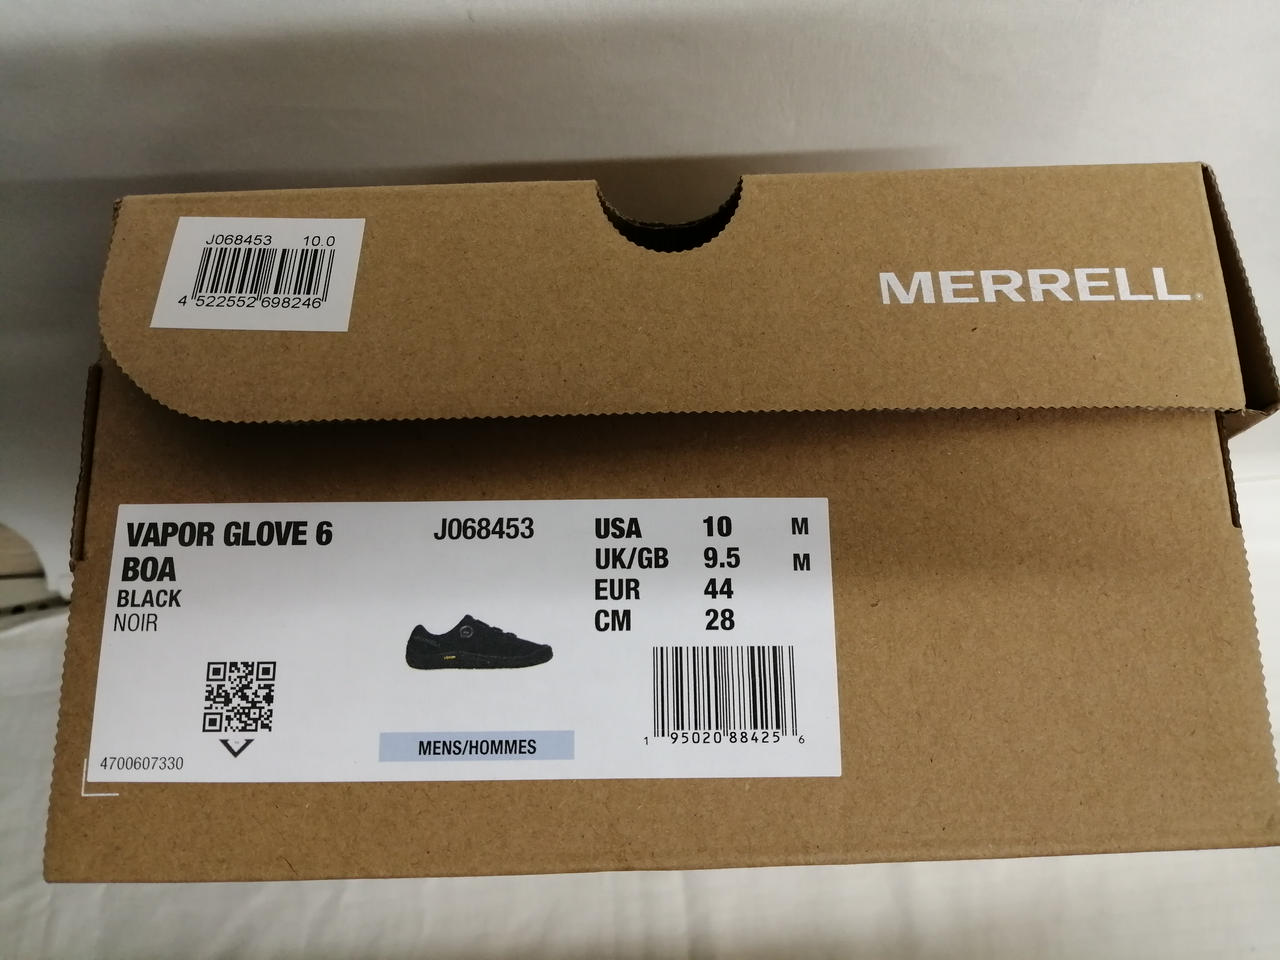 J068453 10.0
4 522552 698246
MERRELL
VAPOR GLOVE 6
BOA
BLACK
NOIR
4700607330
J068453
MENS/HOMMES
USA 10 M
UK/GB 9.5 M
EUR 44
CM 28
1 95020 88425 6